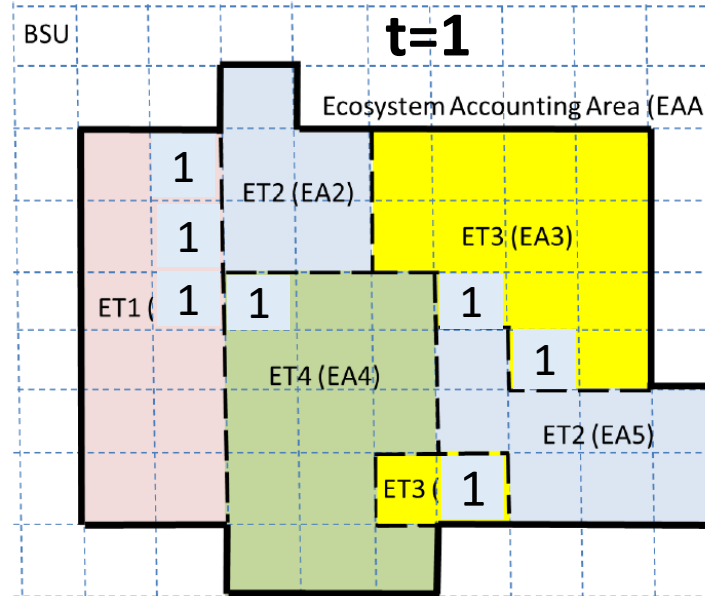 BSU
t=1
Ecosystem Accounting Area (EAA
1
ET2 (EA2)
1
ET3 (EA3)
ET1 (
1
1
1
1
ET4 (EA4)
ET2 (EA5)
ET3 (
1